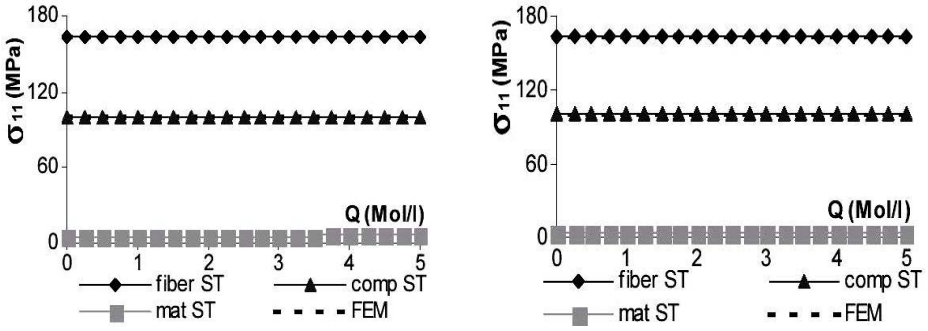 180
120
60
0
σ11 (MPa)
Q (Mol/l)
0 1 2 3 4 5
fiber ST comp ST
mat ST FEM
180
120
60
0
σ11 (MPa)
Q (Mol/l)
0 1 2 3 4 5
fiber ST comp ST
mat ST FEM